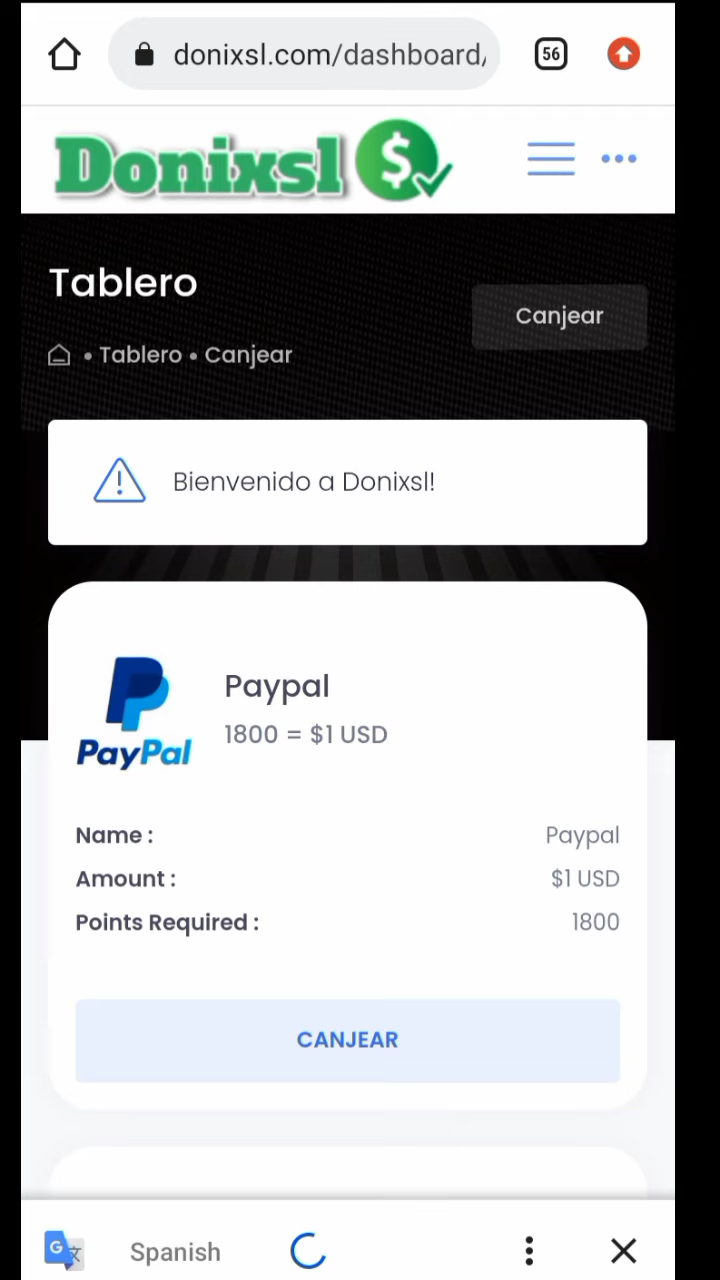 donixsl.com/dashboard/
56
Donixsl $
Tablero
Canjear
• Tablero • Canjear
Bienvenido a Donixsl!
Paypal
1800 = $1 USD
PayPal
Name : Paypal
Amount : $1 USD
Points Required : 1800
CANJEAR
G 文 Spanish